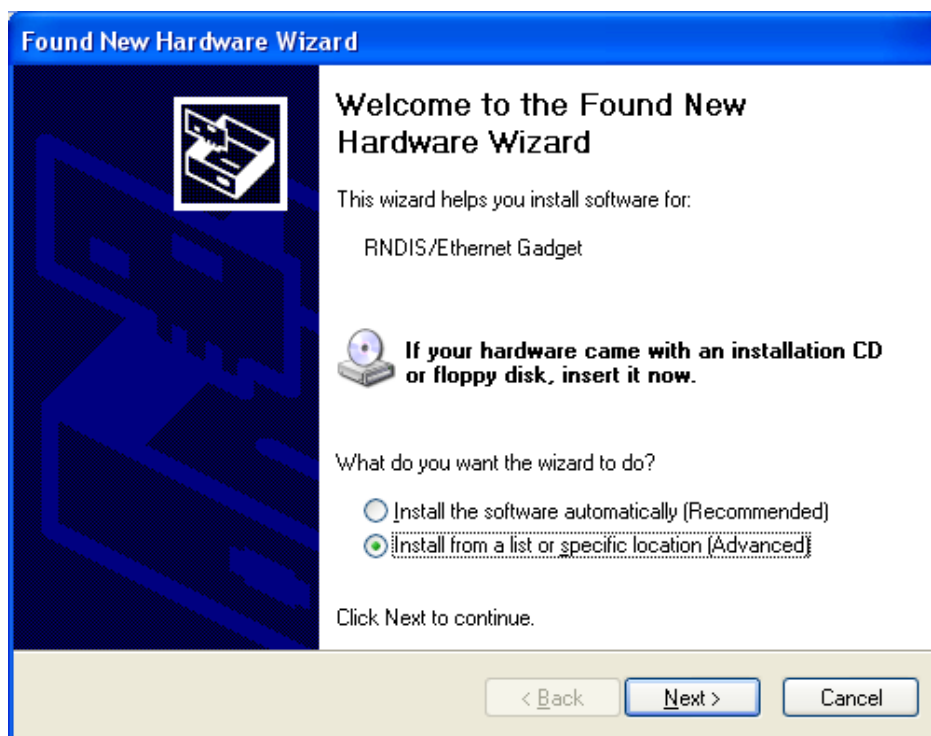 Found New Hardware Wizard
Welcome to the Found New
Hardware Wizard
This wizard helps you install software for:
RNDIS/Ethernet Gadget
If your hardware came with an installation CD
or floppy disk, insert it now.
What do you want the wizard to do?
Install the software automatically (Recommended)
Install from a list or specific location (Advanced)
Click Next to continue.
< Back
Next >
Cancel